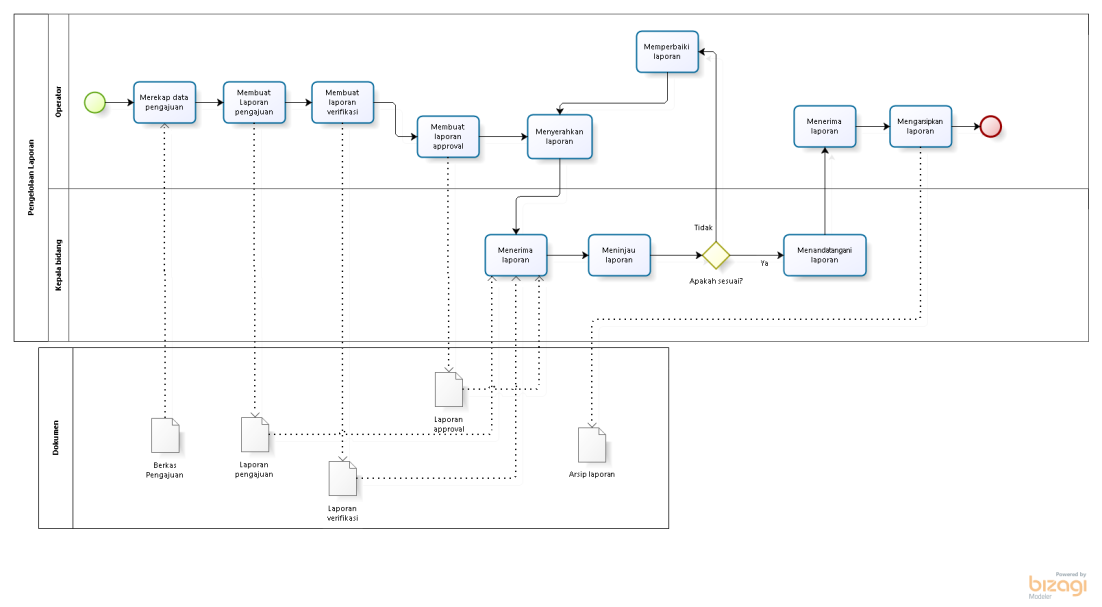 Pengelolaan Laporan
Operator
Merekap data
pengajuan
Membuat
Laporan
pengajuan
Membuat
laporan
verifikasi
Membuat
laporan
approval
Menyerahkan
laporan
Memperbaiki
laporan
Menerima
laporan
Mengarsipkan
laporan
Kepala bidang
Menerima
laporan
Meninjau
laporan
Tidak
Apakah sesuai?
Ya
Menandatangani
laporan
Dokumen
Berkas
Pengajuan
Laporan
pengajuan
Laporan
verifikasi
Laporan
approval
Arsip laporan
Powered by
bizagi
Modeler